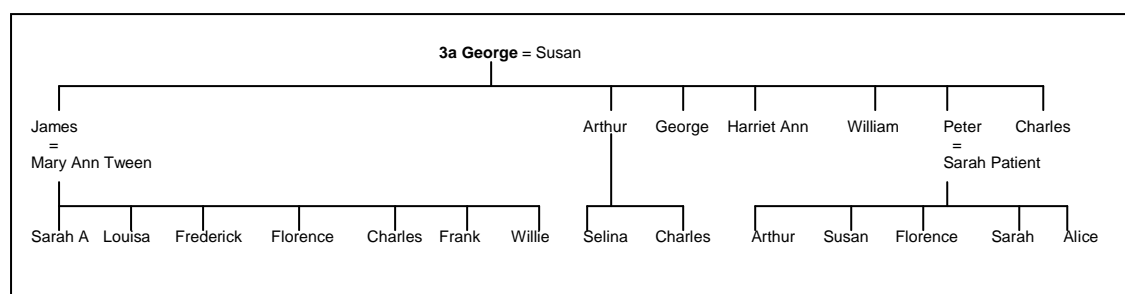 3a George = Susan
James Arthur George Harriet Ann William Peter Charles
= =
Mary Ann Tween Sarah Patient
Sarah A Louisa Frederick Florence Charles Frank Willie Selina Charles Arthur Susan Florence Sarah Alice